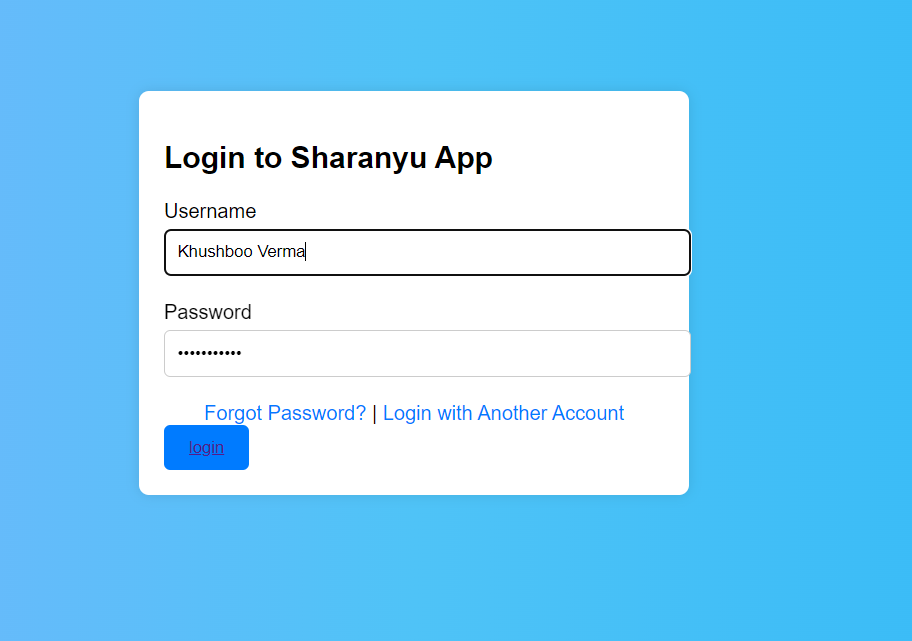 Login to Sharanyu App
Username
Khushboo Verma
Password
•••••••••••
Forgot Password? | Login with Another Account
login